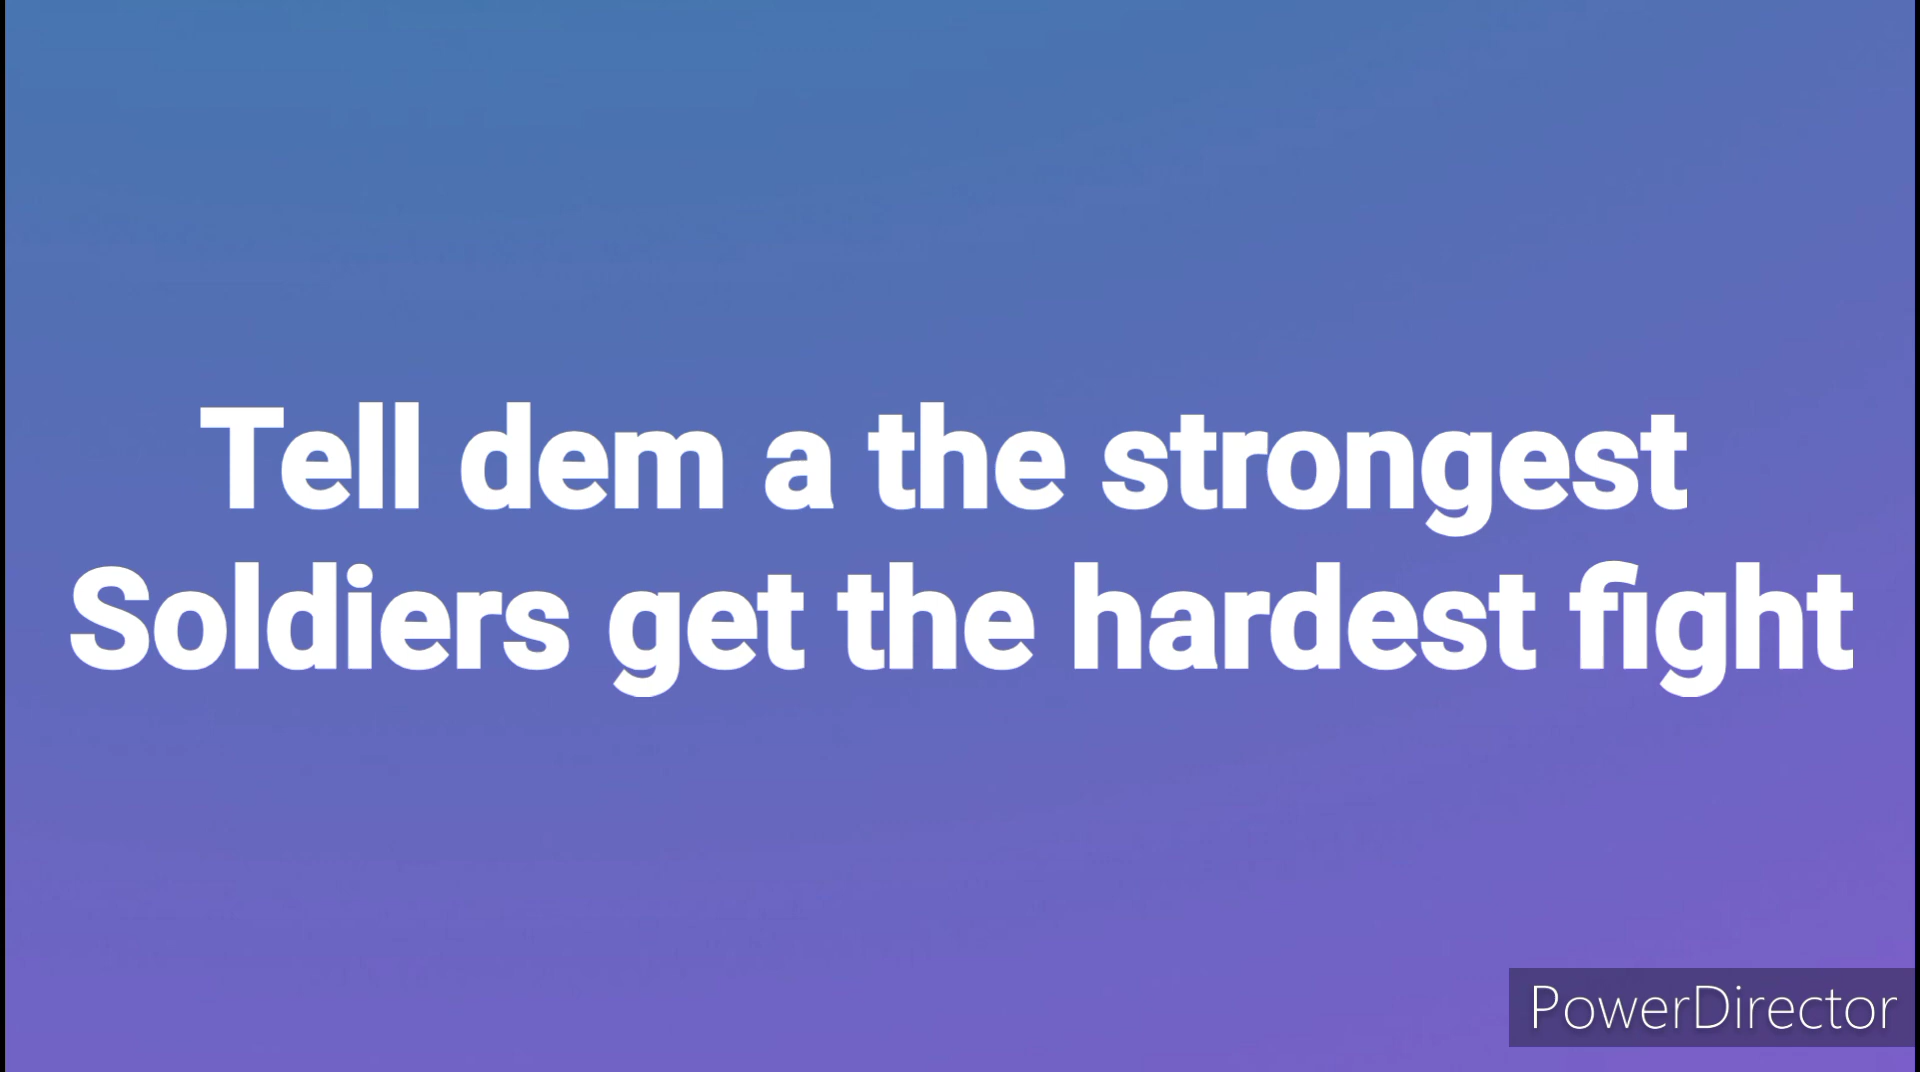 Tell dem a the strongest
Soldiers get the hardest fight
PowerDirector